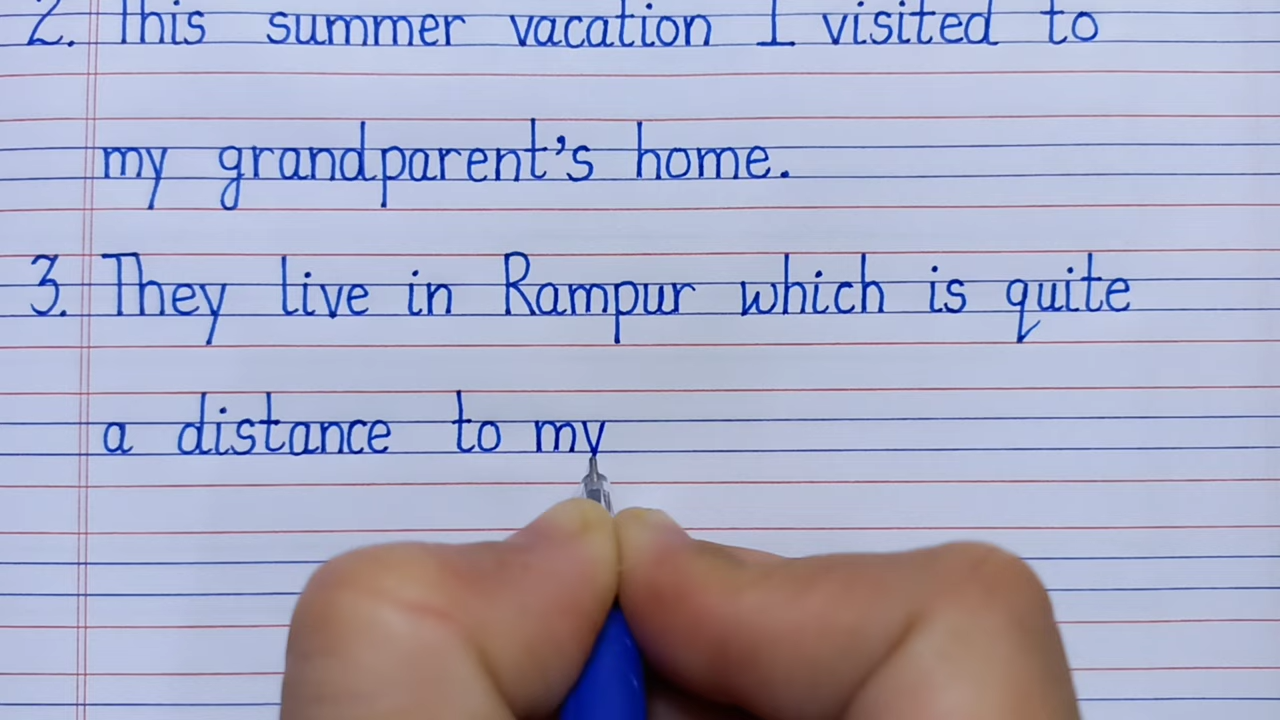 2. This summer vacation I visited to
my grandparent's home.
3. They live in Rampur which is quite
a distance to my